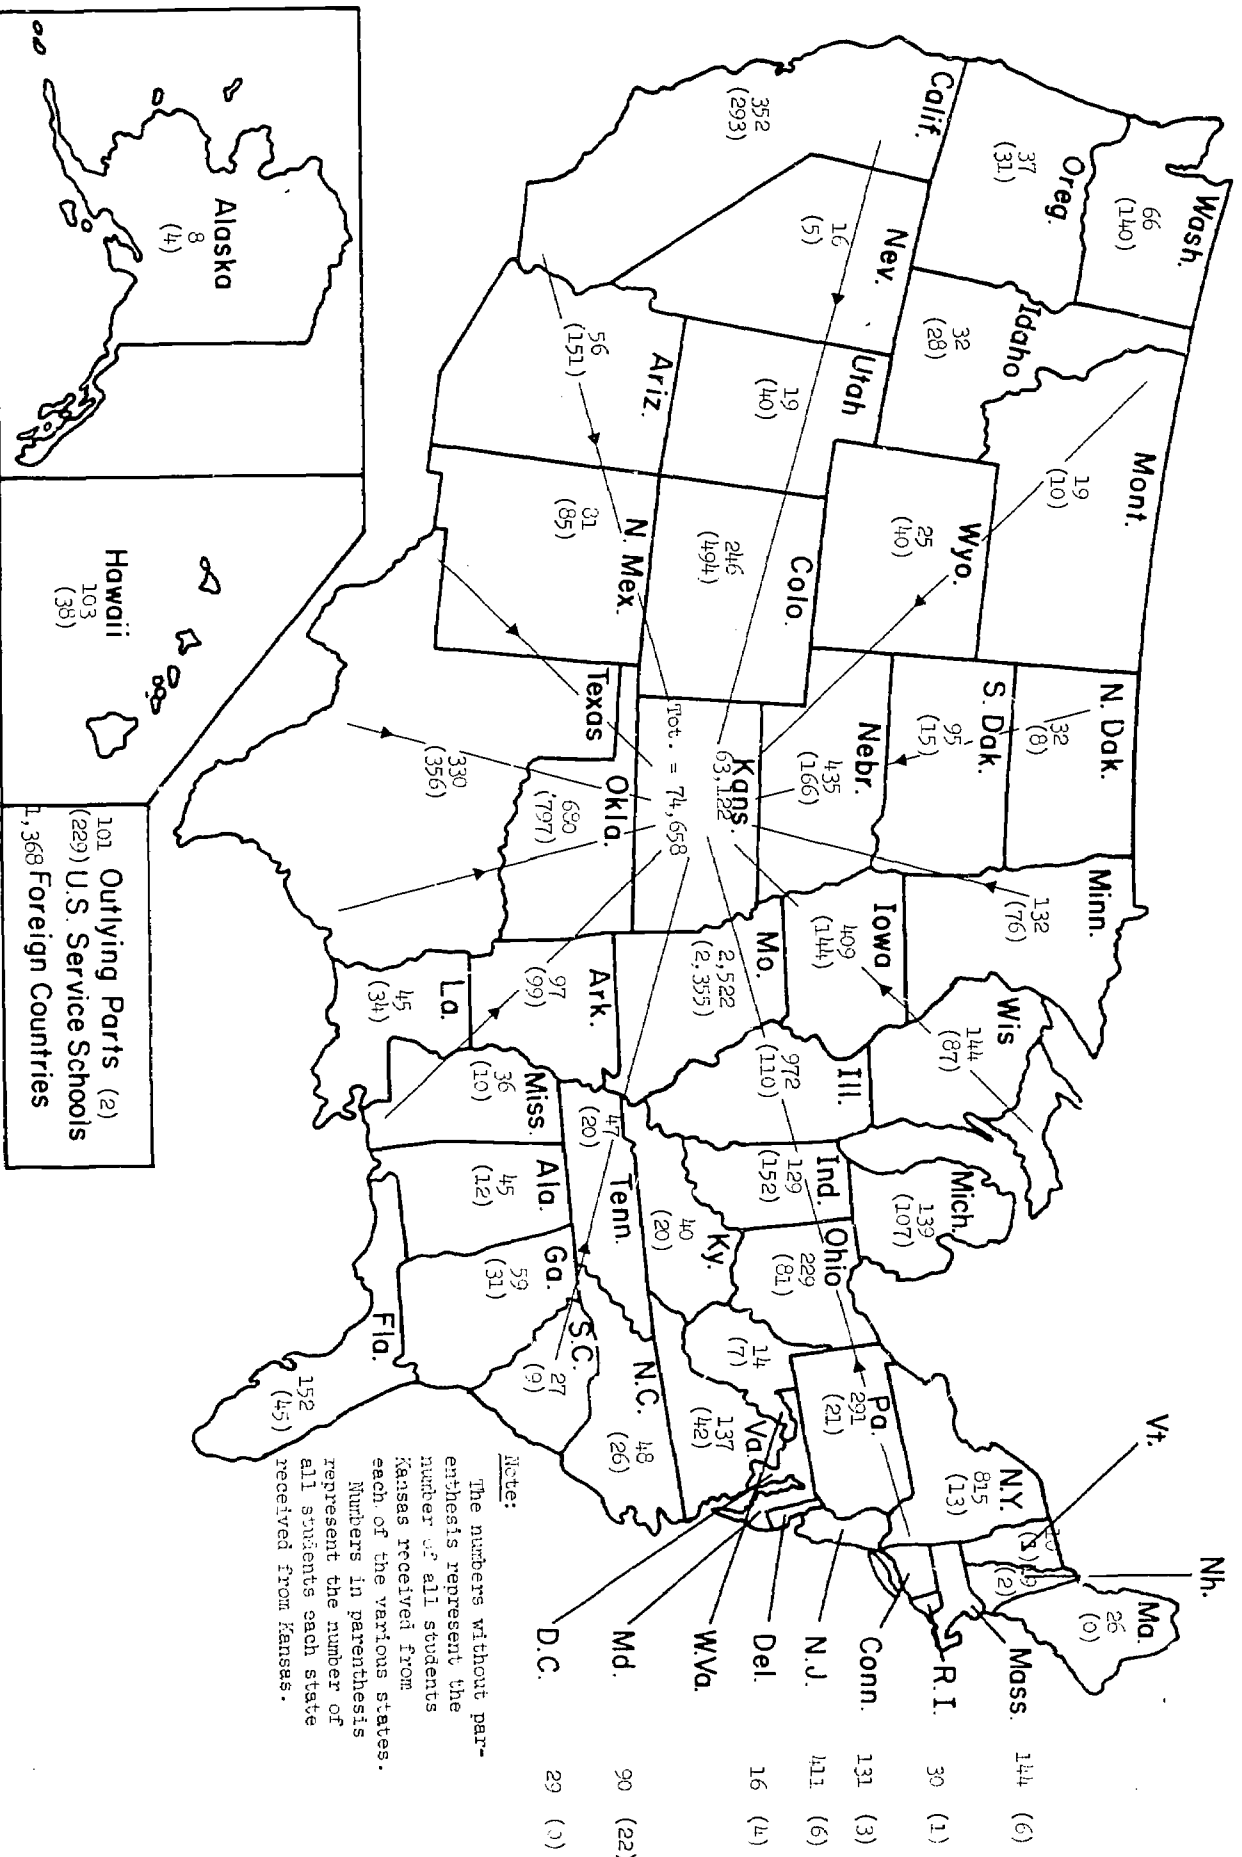 Wash.
66
(140)
Oreg.
37
(31)
Calif.
352
(293)
Nev.
16
(5)
Idaho
32
(28)
Mont.
19
(10)
Wyo.
25
(40)
Utah
19
(40)
Ariz.
56
(151)
Colo.
246
(494)
N. Mex.
81
(85)
N. Dak.
32
(8)
S. Dak.
95
(15)
Nebr.
435
(166)
Kans.
63,122
Tot. = 74,658
Okla.
680
(797)
Texas
330
(356)
Minn.
132
(76)
Iowa
409
(144)
Mo.
2,522
(2,355)
Ark.
97
(99)
La.
45
(34)
Wis
144
(87)
Ill.
972
(110)
Mich.
139
(107)
Ind.
129
(152)
Ohio
229
(81)
Ky.
40
(20)
Tenn.
47
(20)
Miss.
36
(10)
Ala.
45
(12)
Ga.
59
(31)
Fla.
152
(45)
S.C.
27
(9)
N.C.
48
(26)
Va.
137
(42)
14
(7)
Pa.
291
(21)
N.Y.
815
(13)
Vt.
Nh.
(2)
Ma.
26
(0)
Mass. 144 (6)
R.I. 30 (1)
Conn. 131 (3)
N.J. 411 (6)
Del. 16 (4)
W.Va.
Md. 90 (22)
D.C. 29
Alaska
8
(4)
Hawaii
103
(38)
101 Outlying Parts (2)
(229) U.S. Service Schools
1,368 Foreign Countries
Note:
The numbers without par-
enthesis represent the
number of all students
Kansas received from
each of the various states.
Numbers in parenthesis
represent the number of
all students each state
received from Kansas.